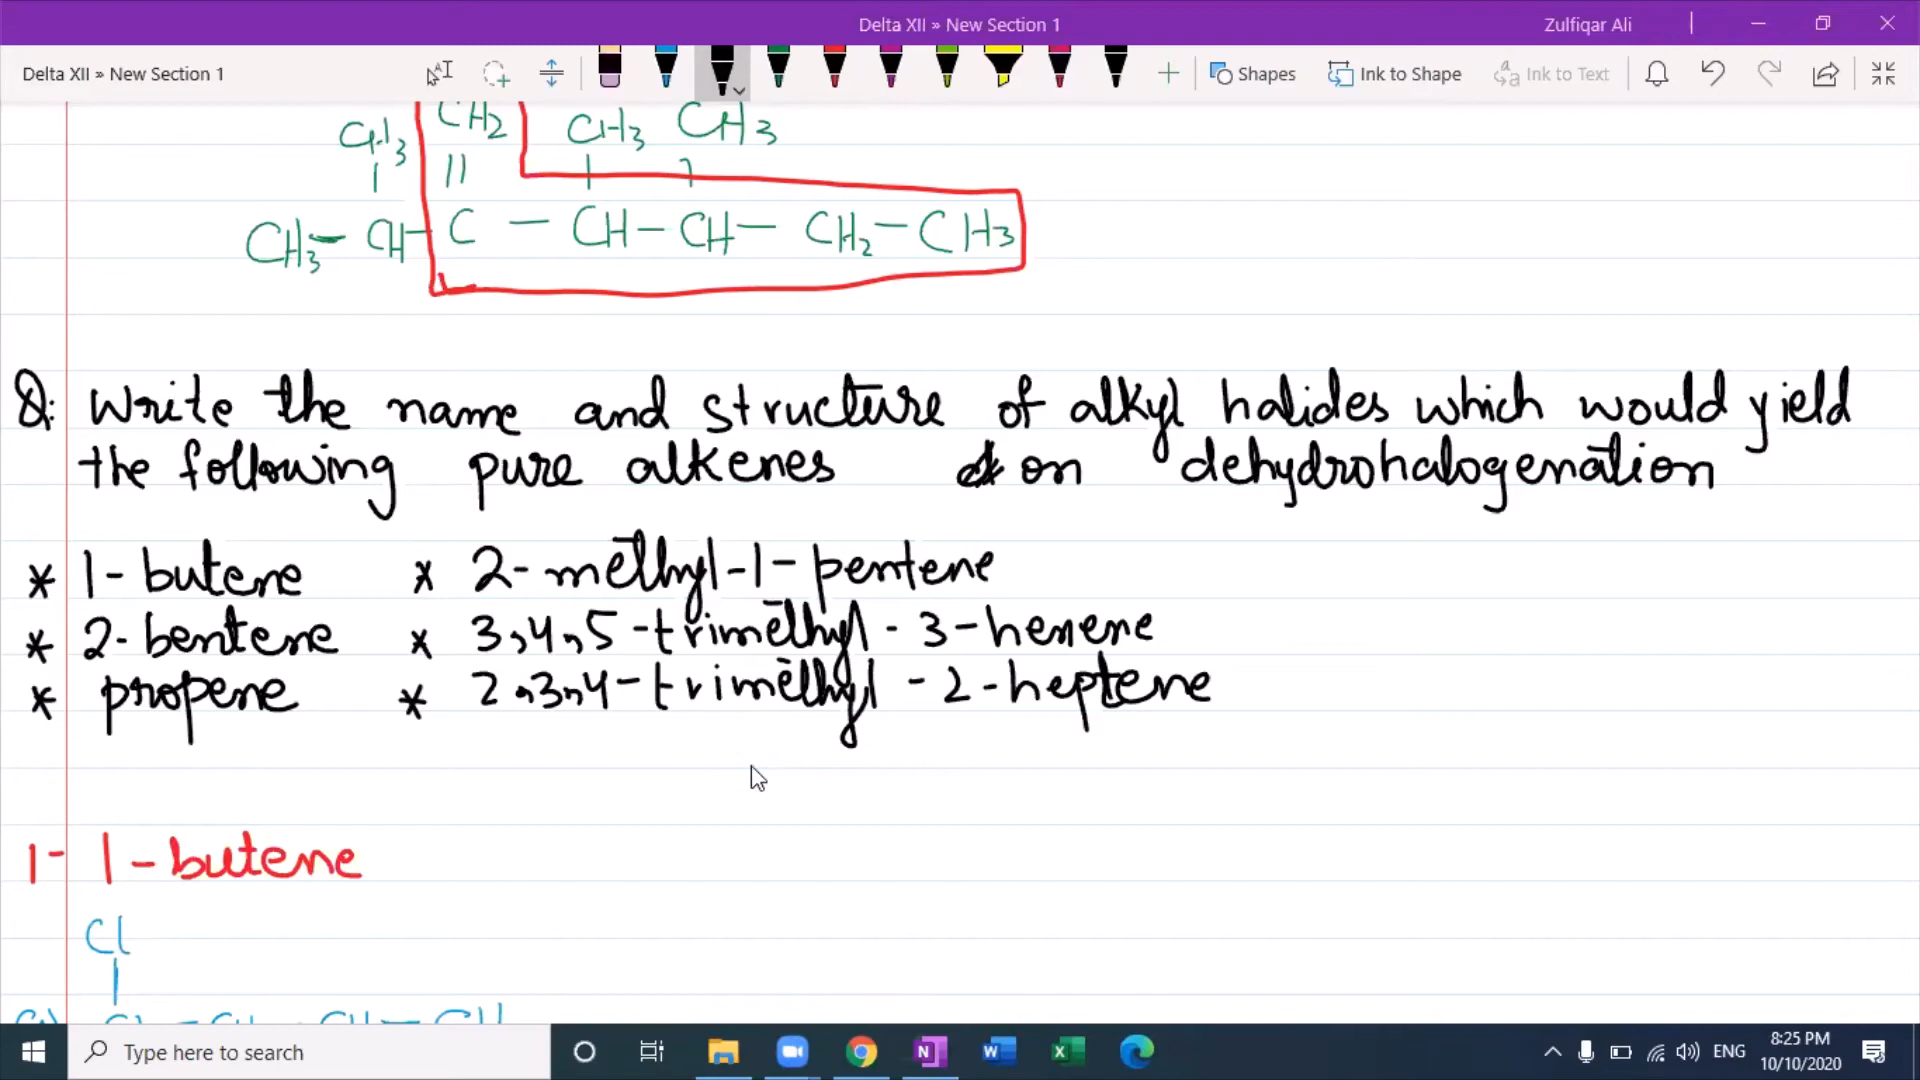 Delta XII » New Section 1
Zulfiqar Ali
Delta XII » New Section 1
Shapes
Ink to Shape
Ink to Text
CH3 CH2 CH3 CH3
CH3 - CH - C - CH - CH - CH2 - CH3
Q: Write the name and structure of alkyl halides which would yield
the following pure alkenes on dehydrohalogenation
* 1- butene * 2- methyl-1- pentene
* 2- bentene * 3,4,5 -trimethyl - 3 -hexene
* propene * 2,3,4 -trimethyl - 2 -heptene
1- 1- butene
Cl
Type here to search
ENG
8:25 PM
10/10/2020